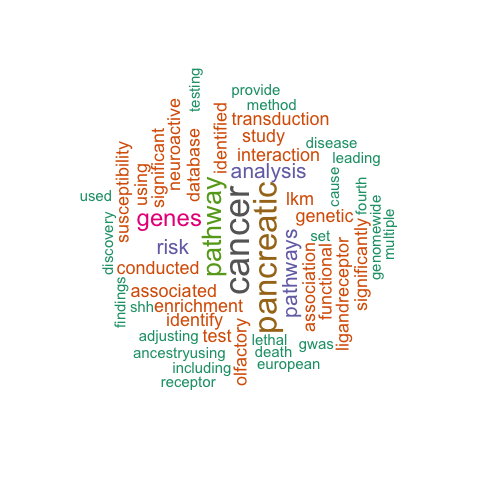 provide
method
testing
transduction
study
identified
neuroactive
database
significant
using
susceptibility
interaction
disease
leading
analysis
cause
fourth
genomewide
multiple
used
pathway
cancer
pancreatic
lkm
genetic
genes
risk
pathways
set
association
functional
ligandreceptor
significantly
discovery
conducted
associated
findings
shh
enrichment
identify
adjusting
test
olfactory
lethal
gwas
ancestryusing
death
european
including
receptor